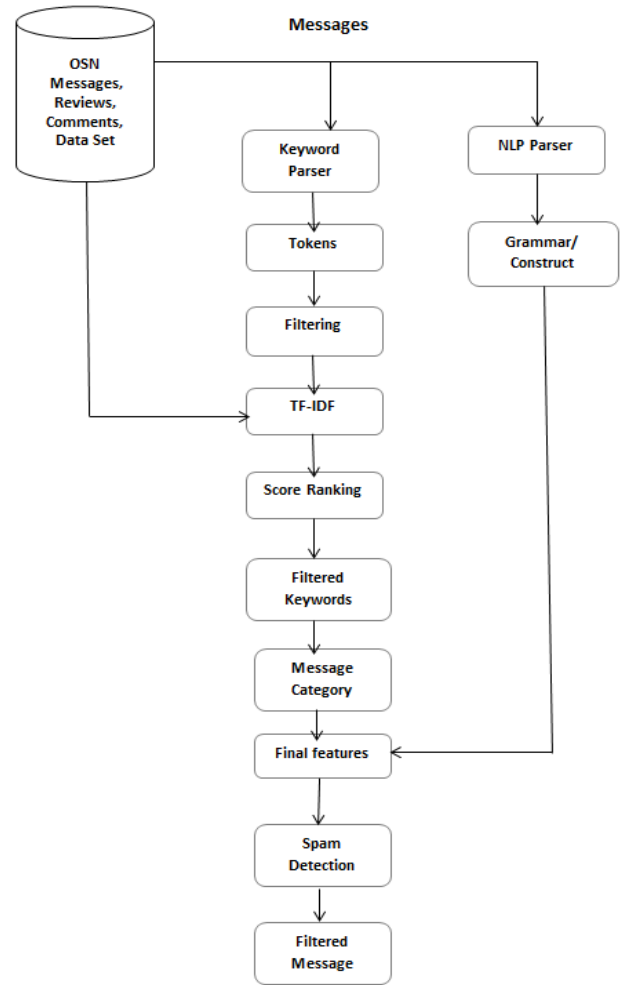 Messages
OSN
Messages,
Reviews,
Comments,
Data Set
Keyword
Parser
NLP Parser
Tokens
Grammar/
Construct
Filtering
TF-IDF
Score Ranking
Filtered
Keywords
Message
Category
Final features
Spam
Detection
Filtered
Message